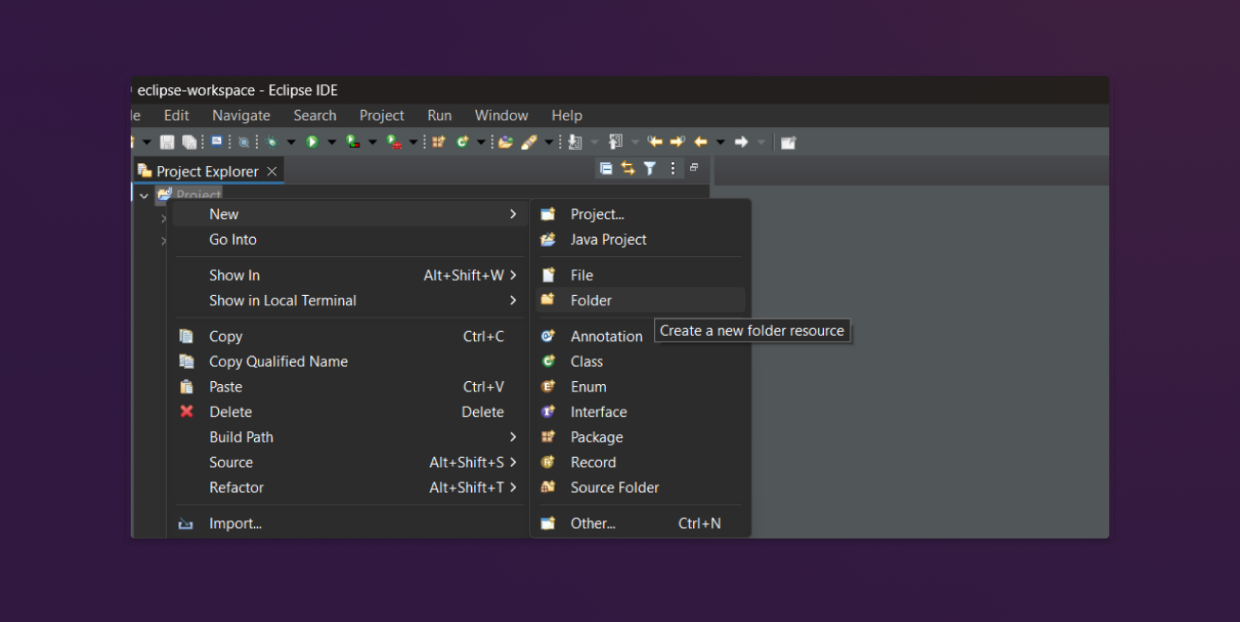 eclipse-workspace - Eclipse IDE
Edit Navigate Search Project Run Window Help
Project Explorer
Project
New
Go Into
Show In Alt+Shift+W
Show in Local Terminal
Copy Ctrl+C
Copy Qualified Name
Paste Ctrl+V
Delete Delete
Build Path
Source Alt+Shift+S
Refactor Alt+Shift+T
Import...
Project...
Java Project
File
Folder
Create a new folder resource
Annotation
Class
Enum
Interface
Package
Record
Source Folder
Other... Ctrl+N